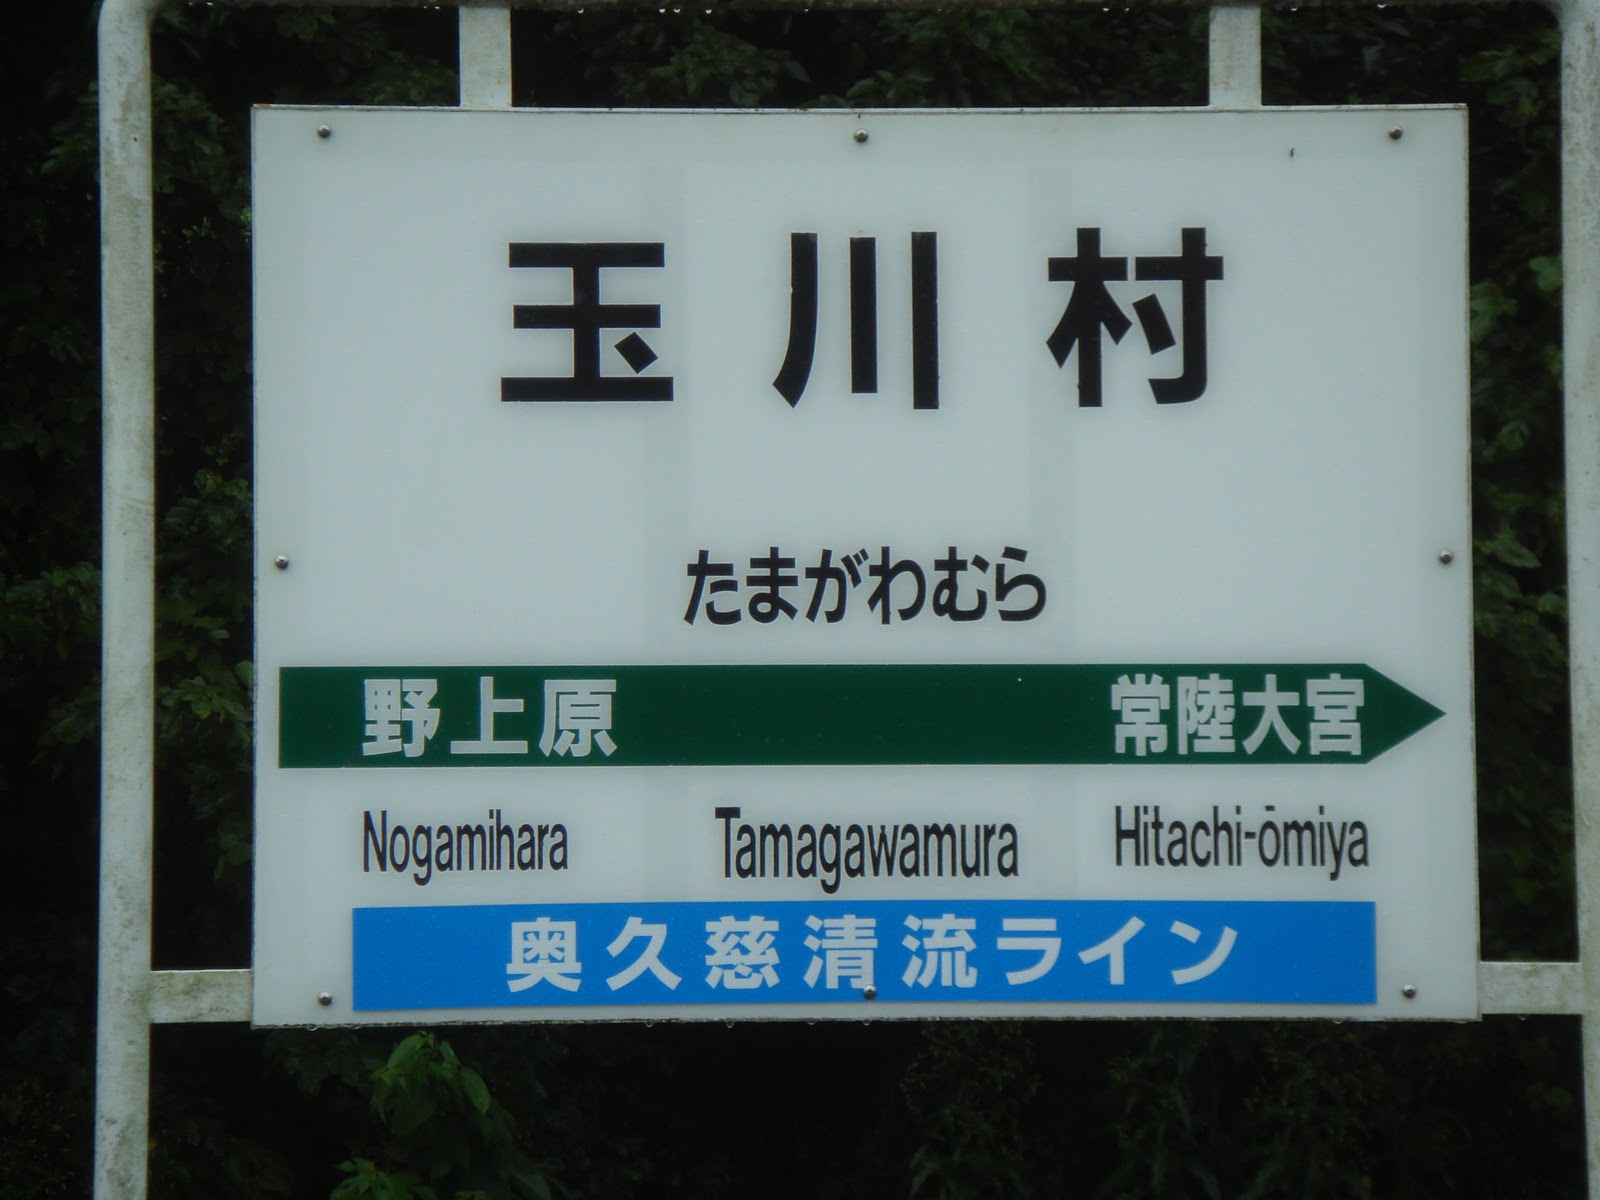 玉川村
たまがわむら
野上原 常陸大宮
Nogamihara Tamagawamura Hitachi-ōmiya
奥久慈清流ライン